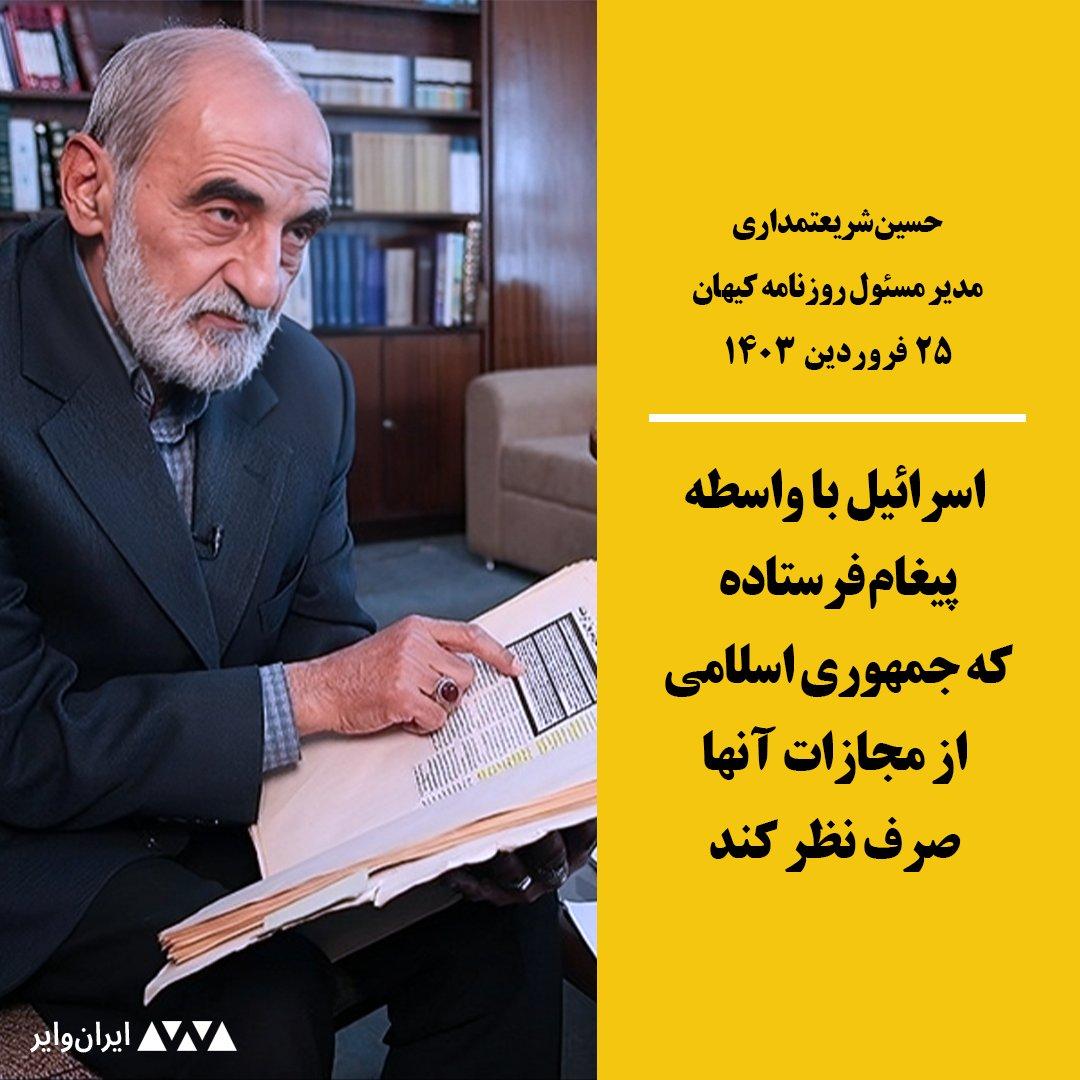 حسین‌شریعتمداری
مدیر مسئول روزنامه کیهان
۲۵ فروردین ۱۴۰۳
اسرائیل با واسطه
پیغام‌فرستاده
که جمهوری اسلامی
از مجازات آنها
صرف نظر کند
ایران‌وایر